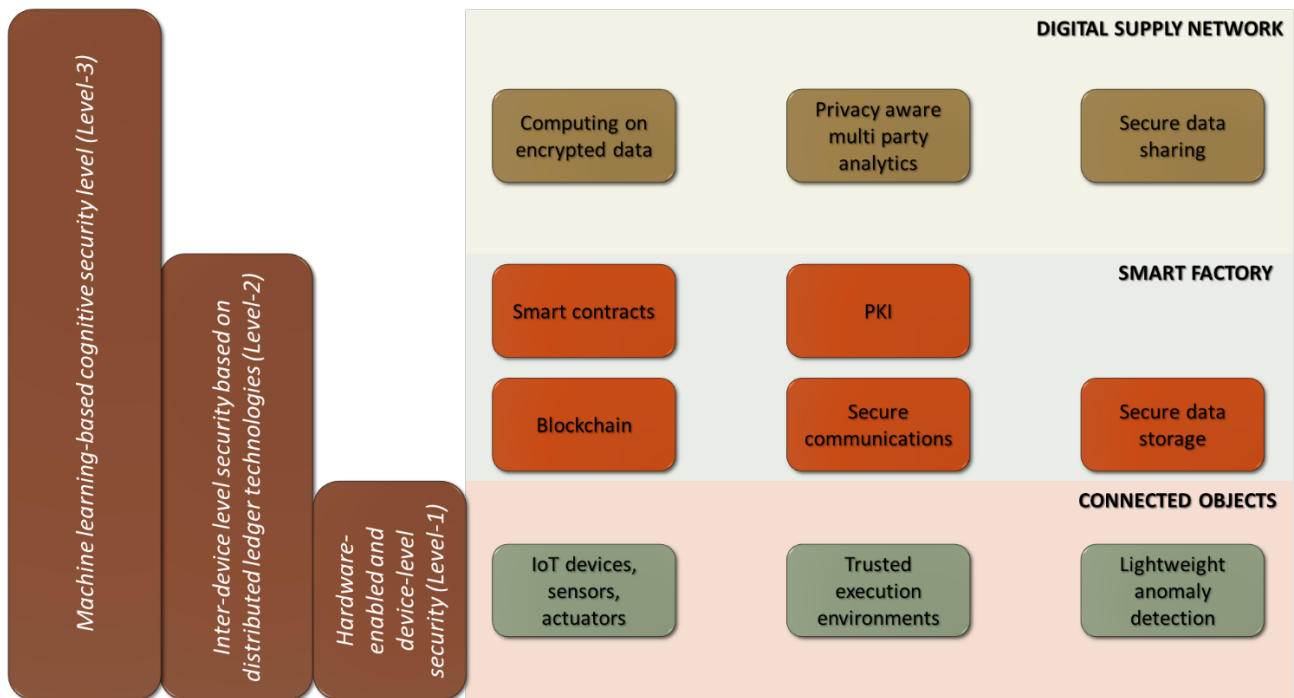 Machine learning-based cognitive security level (Level-3)
Inter-device level security based on
distributed ledger technologies (Level-2)
Hardware-
enabled and
device-level
security (Level-1)
DIGITAL SUPPLY NETWORK
Computing on
encrypted data
Privacy aware
multi party
analytics
Secure data
sharing
SMART FACTORY
Smart contracts
PKI
Blockchain
Secure
communications
Secure data
storage
CONNECTED OBJECTS
IoT devices,
sensors,
actuators
Trusted
execution
environments
Lightweight
anomaly
detection